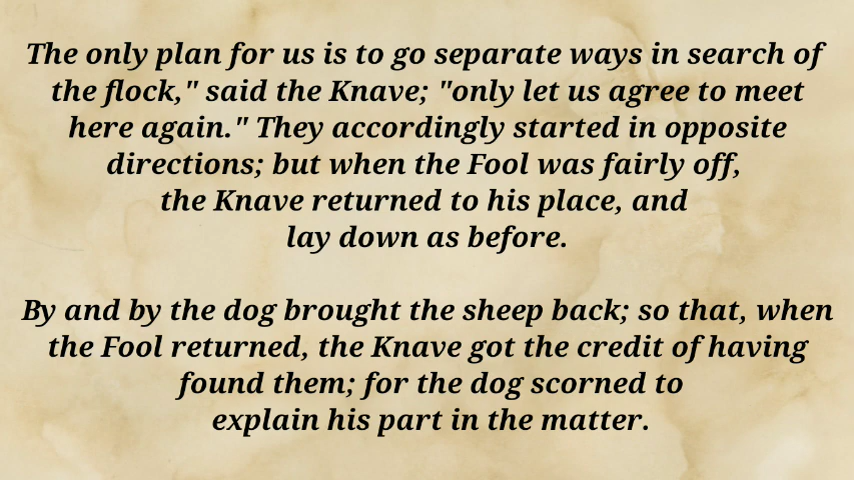 The only plan for us is to go separate ways in search of
the flock," said the Knave; "only let us agree to meet
here again." They accordingly started in opposite
directions; but when the Fool was fairly off,
the Knave returned to his place, and
lay down as before.
By and by the dog brought the sheep back; so that, when
the Fool returned, the Knave got the credit of having
found them; for the dog scorned to
explain his part in the matter.